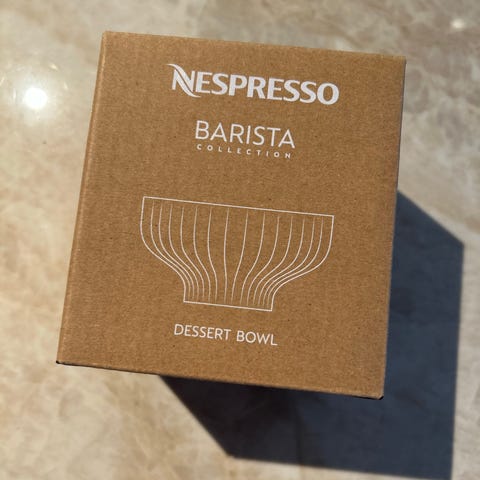 NESPRESSO
BARISTA
COLLECTION
DESSERT BOWL